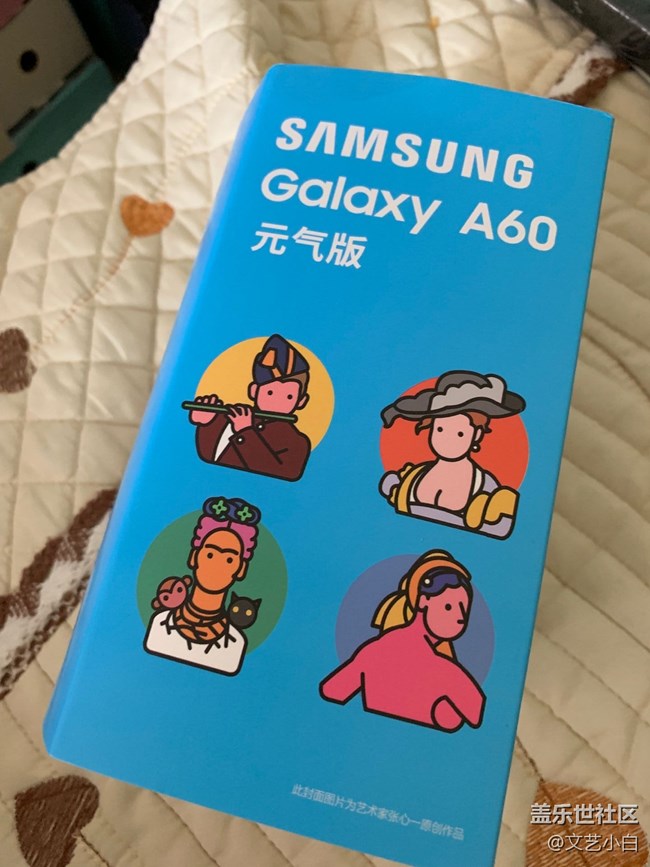 SAMSUNG
Galaxy A60
元气版
此封面图片为艺术家张心一原创作品
盖乐世社区
@文艺小白